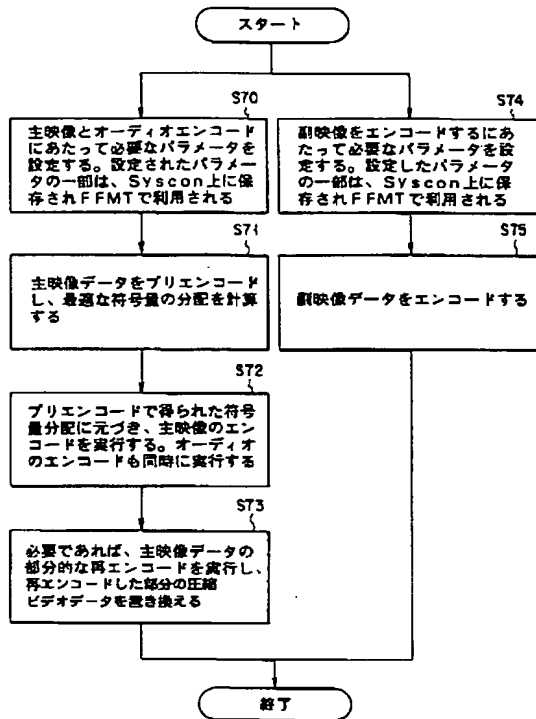 スタート
S70
主映像とオーディオエンコード
にあたって必要なパラメータを
設定する。設定されたパラメー
タの一部は、Syscon上に保
存されFFMTで利用される
S71
主映像データをプリエンコード
し、最適な符号量の分配を計算
する
S72
プリエンコードで得られた符号
量分配に元づき、主映像のエン
コードを実行する。オーディオ
のエンコードも同時に実行する
S73
必要であれば、主映像データの
部分的な再エンコードを実行し、
再エンコードした部分の圧縮
ビデオデータを置き換える
S74
副映像をエンコードするにあ
たって必要なパラメータを設
定する。設定したパラメータ
の一部は、Syscon上に保
存されFFMTで利用される
S75
副映像データをエンコードする
終了